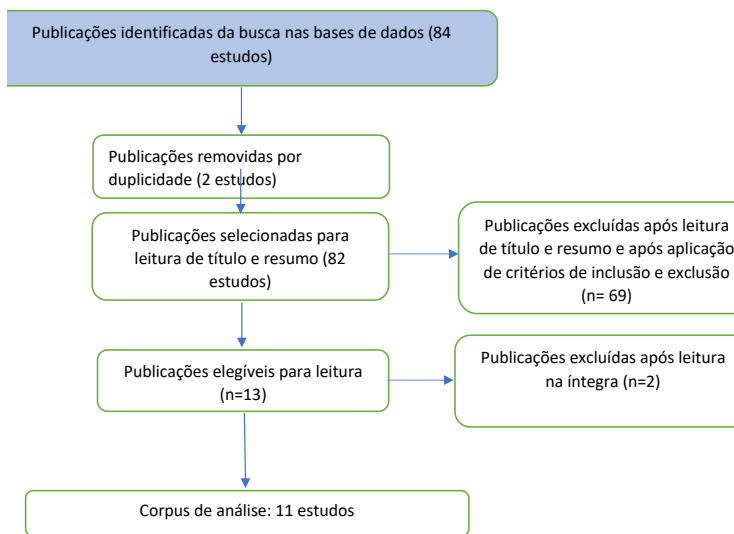 Publicações identificadas da busca nas bases de dados (84
estudos)
Publicações removidas por
duplicidade (2 estudos)
Publicações selecionadas para
leitura de título e resumo (82
estudos)
Publicações excluídas após leitura
de título e resumo e após aplicação
de critérios de inclusão e exclusão
(n= 69)
Publicações elegíveis para leitura
(n=13)
Publicações excluídas após leitura
na íntegra (n=2)
Corpus de análise: 11 estudos